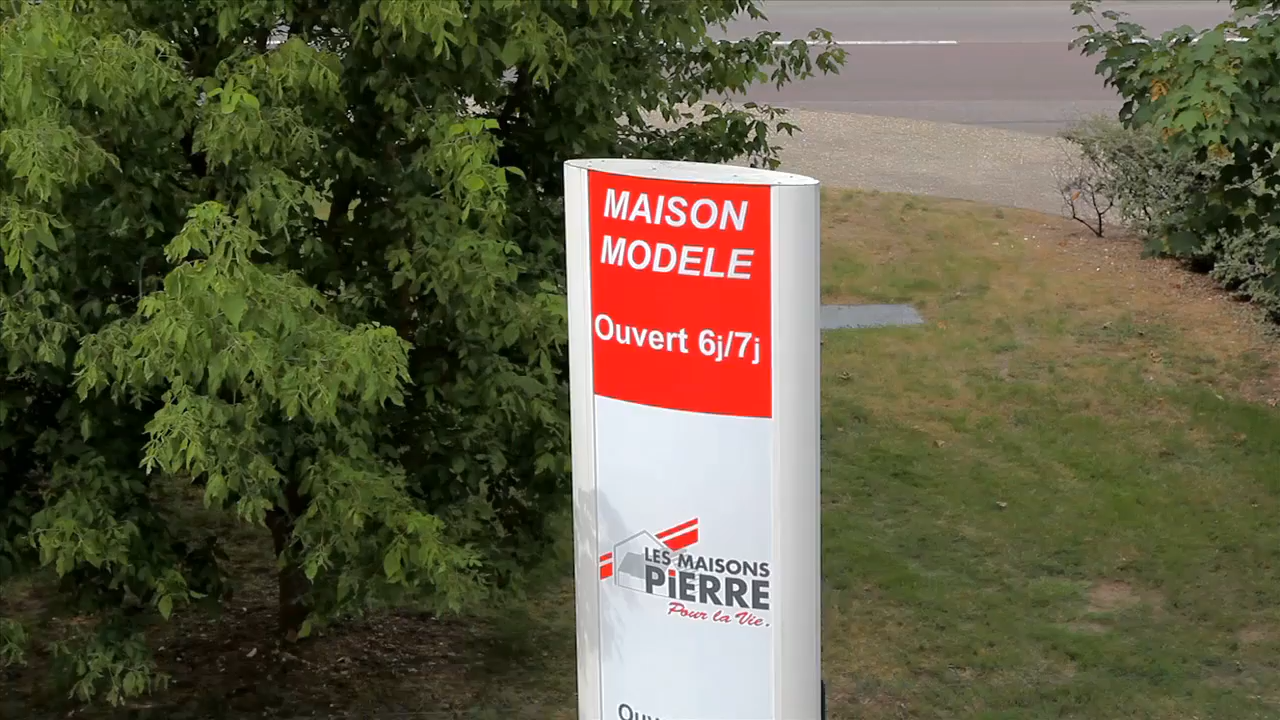 MAISON
MODELE
Ouvert 6j/7j
LES MAISONS
PiERRE
Pour la Vie.